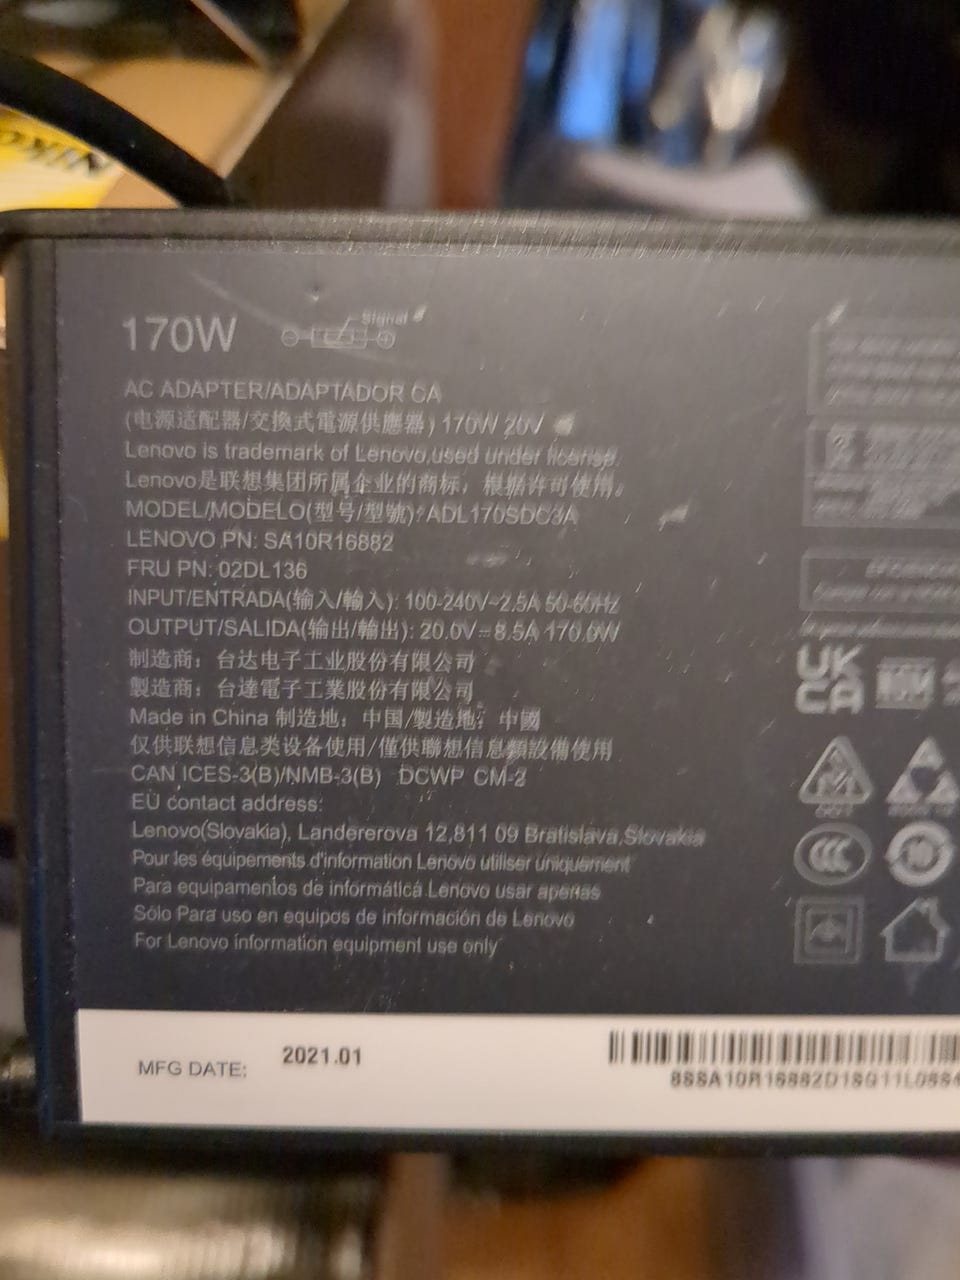 170W
Signal
AC ADAPTER/ADAPTADOR CA
(电源适配器/交換式電源供應器) 170W 20V
Lenovo is trademark of Lenovo,used under license.
Lenovo是联想集团所属企业的商标，根据许可使用。
MODEL/MODELO(型号/型號): ADL170SDC3A
LENOVO PN: SA10R16882
FRU PN: 02DL136
INPUT/ENTRADA(输入/輸入): 100-240V~2.5A 50-60Hz
OUTPUT/SALIDA(输出/輸出): 20.0V⎓8.5A 170.0W
制造商：台达电子工业股份有限公司
製造商：台達電子工業股份有限公司
Made in China 制造地：中国/製造地：中國
仅供联想信息类设备使用/僅供聯想信息類設備使用
CAN ICES-3(B)/NMB-3(B) DCWP CM-2
EU contact address:
Lenovo(Slovakia), Landererova 12,811 09 Bratislava,Slovakia
Pour les équipements d'information Lenovo utiliser uniquement
Para equipamentos de informática Lenovo usar apenas
Sólo Para uso en equipos de información de Lenovo
For Lenovo information equipment use only
UK
CA
MFG DATE: 2021.01